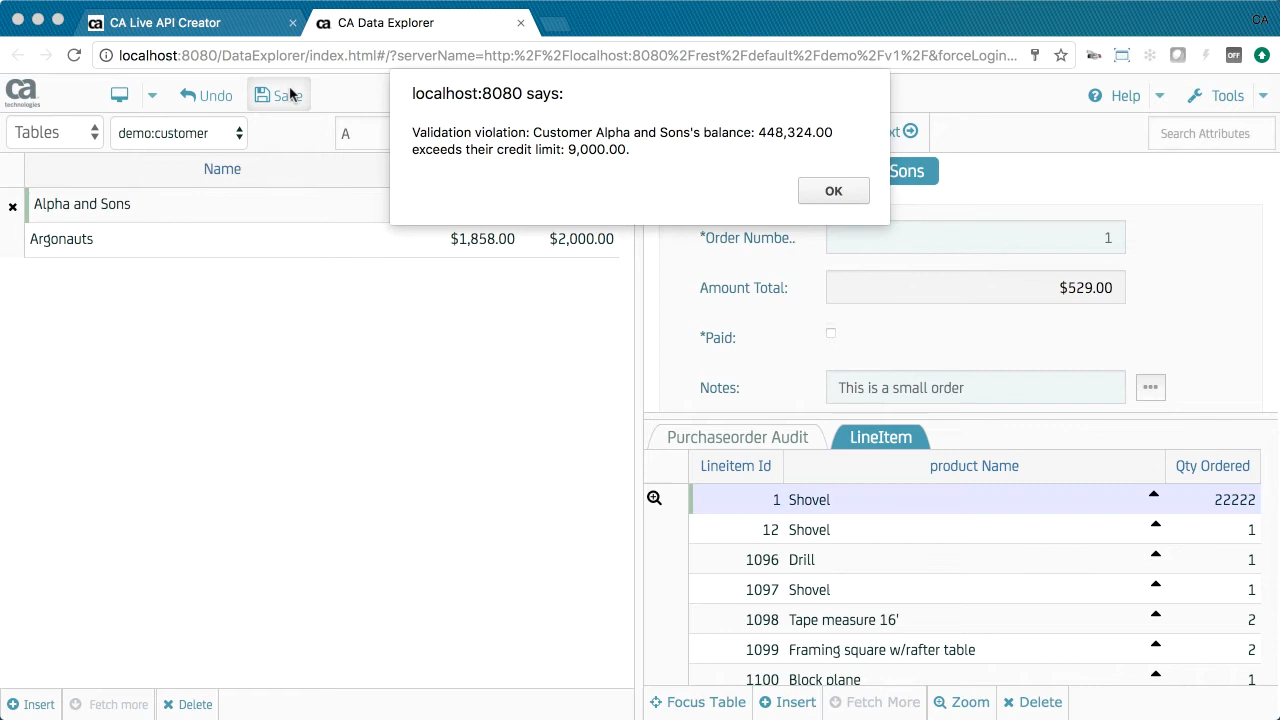 CA Live API Creator
CA Data Explorer
CA
localhost:8080/DataExplorer/index.html#/?serverName=http:%2F%2Flocalhost:8080%2Frest%2Fdefault%2Fdemo%2Fv1%2F&forceLogin...
OFF
ca
technologies
Undo
Save
localhost:8080 says:
Validation violation: Customer Alpha and Sons's balance: 448,324.00
exceeds their credit limit: 9,000.00.
OK
Help
Tools
Tables
demo:customer
A
xt
Search Attributes
Name
Sons
Alpha and Sons
Argonauts $1,858.00 $2,000.00
*Order Numbe.. 1
Amount Total: $529.00
*Paid:
Notes: This is a small order
Purchaseorder Audit LineItem
Lineitem Id product Name Qty Ordered
1 Shovel 22222
12 Shovel 1
1096 Drill 1
1097 Shovel 1
1098 Tape measure 16' 2
1099 Framing square w/rafter table 2
1100 Block plane 1
Insert Fetch more Delete
Focus Table Insert Fetch More Zoom Delete